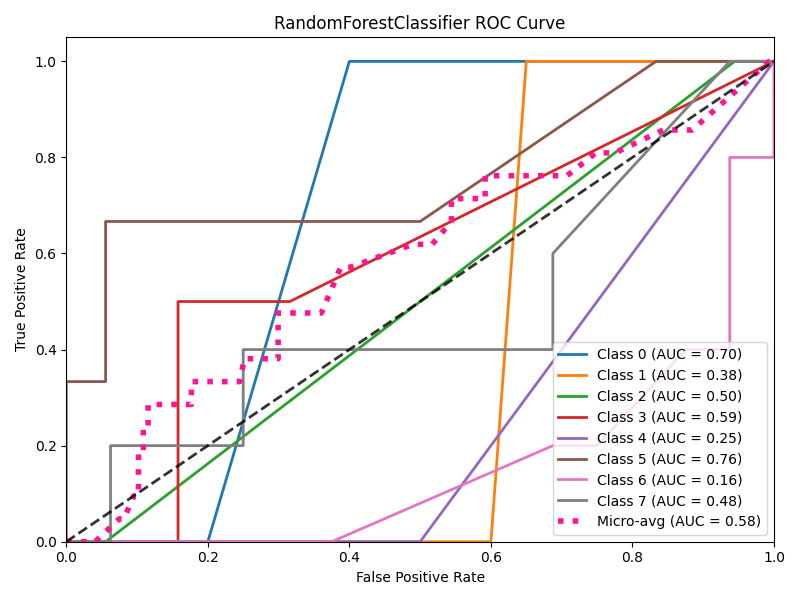 RandomForestClassifier ROC Curve
True Positive Rate
1.0
0.8
0.6
0.4
0.2
0.0
0.0 0.2 0.4 0.6 0.8 1.0
False Positive Rate
Class 0 (AUC = 0.70)
Class 1 (AUC = 0.38)
Class 2 (AUC = 0.50)
Class 3 (AUC = 0.59)
Class 4 (AUC = 0.25)
Class 5 (AUC = 0.76)
Class 6 (AUC = 0.16)
Class 7 (AUC = 0.48)
Micro-avg (AUC = 0.58)